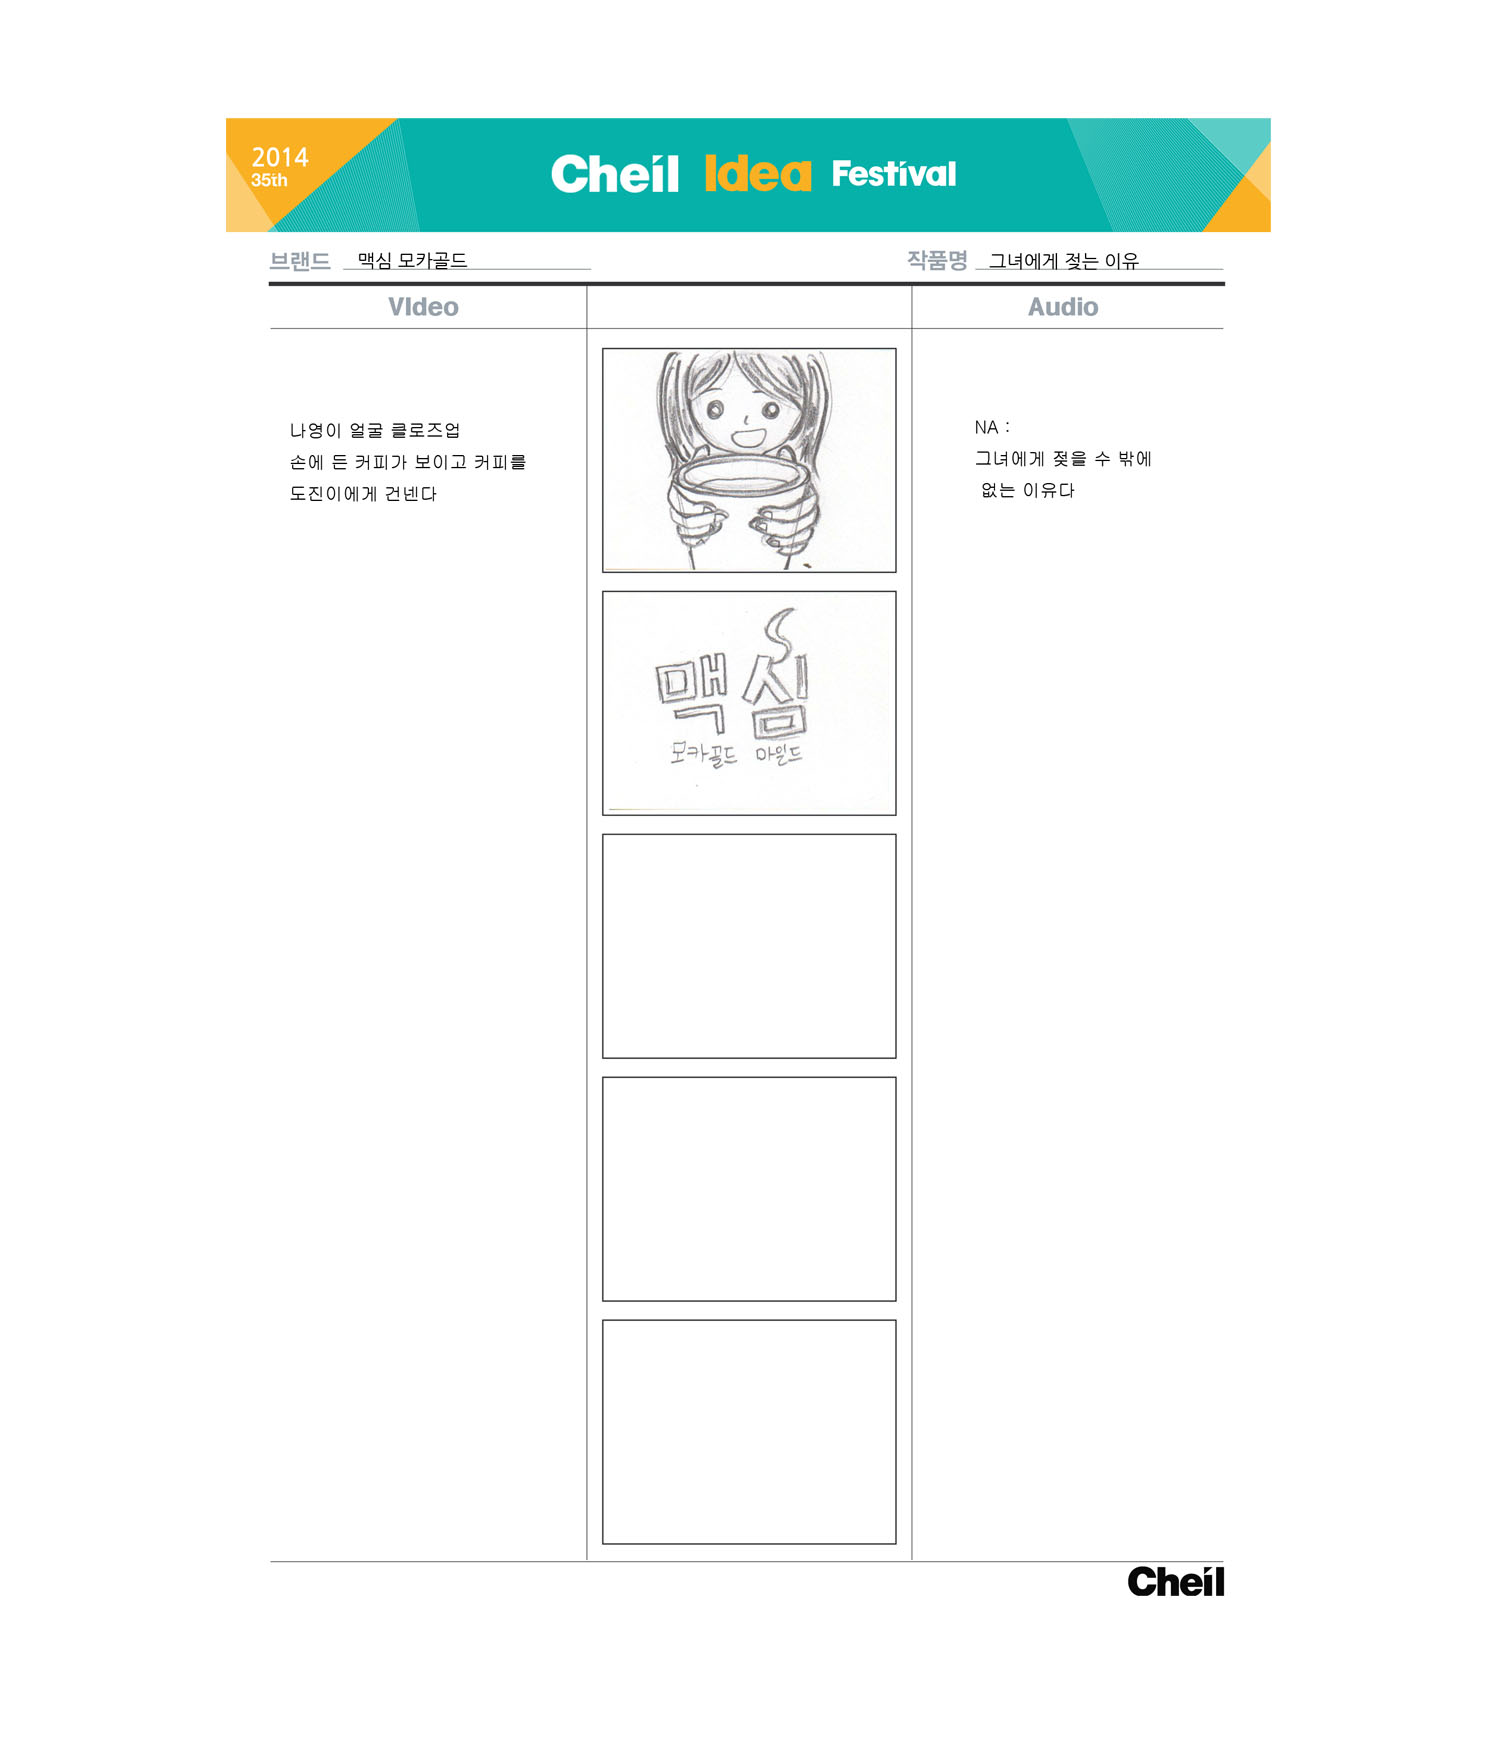 2014
35th
Cheil Idea Festival
브랜드 맥심 모카골드
작품명 그녀에게 젖는 이유
VIdeo
Audio
나영이 얼굴 클로즈업
손에 든 커피가 보이고 커피를
도진이에게 건넨다
NA :
그녀에게 젖을 수 밖에
없는 이유다
맥심
모카골드 마일드
Cheil